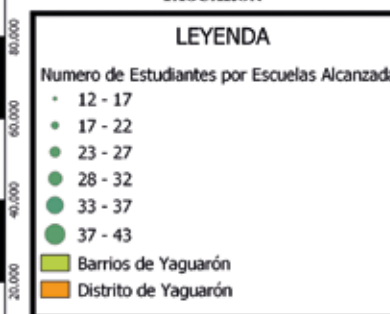 LEYENDA
Numero de Estudiantes por Escuelas Alcanzada
12 - 17
17 - 22
23 - 27
28 - 32
33 - 37
37 - 43
Barrios de Yaguarón
Distrito de Yaguarón
80.000
60.000
40.000
20.000